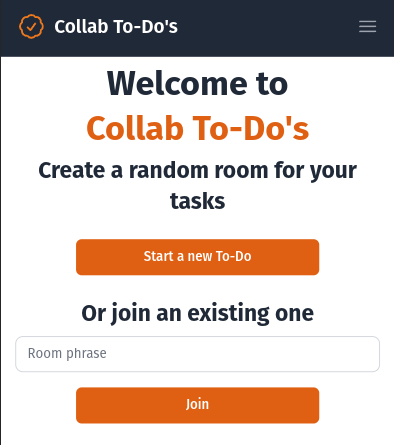 Collab To-Do's
Welcome to
Collab To-Do's
Create a random room for your
tasks
Start a new To-Do
Or join an existing one
Room phrase
Join